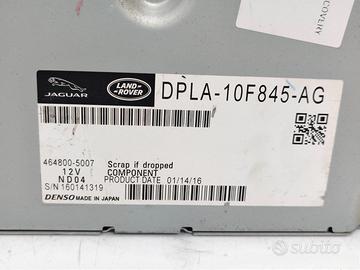 DISCOVERY
JAGUAR
LAND-
ROVER
DPLA-10F845-AG
464800-5007
12V
ND04
S/N 160141319
Scrap if dropped
COMPONENT
PRODUCT DATE 01/14/16
DENSO MADE IN JAPAN
subito